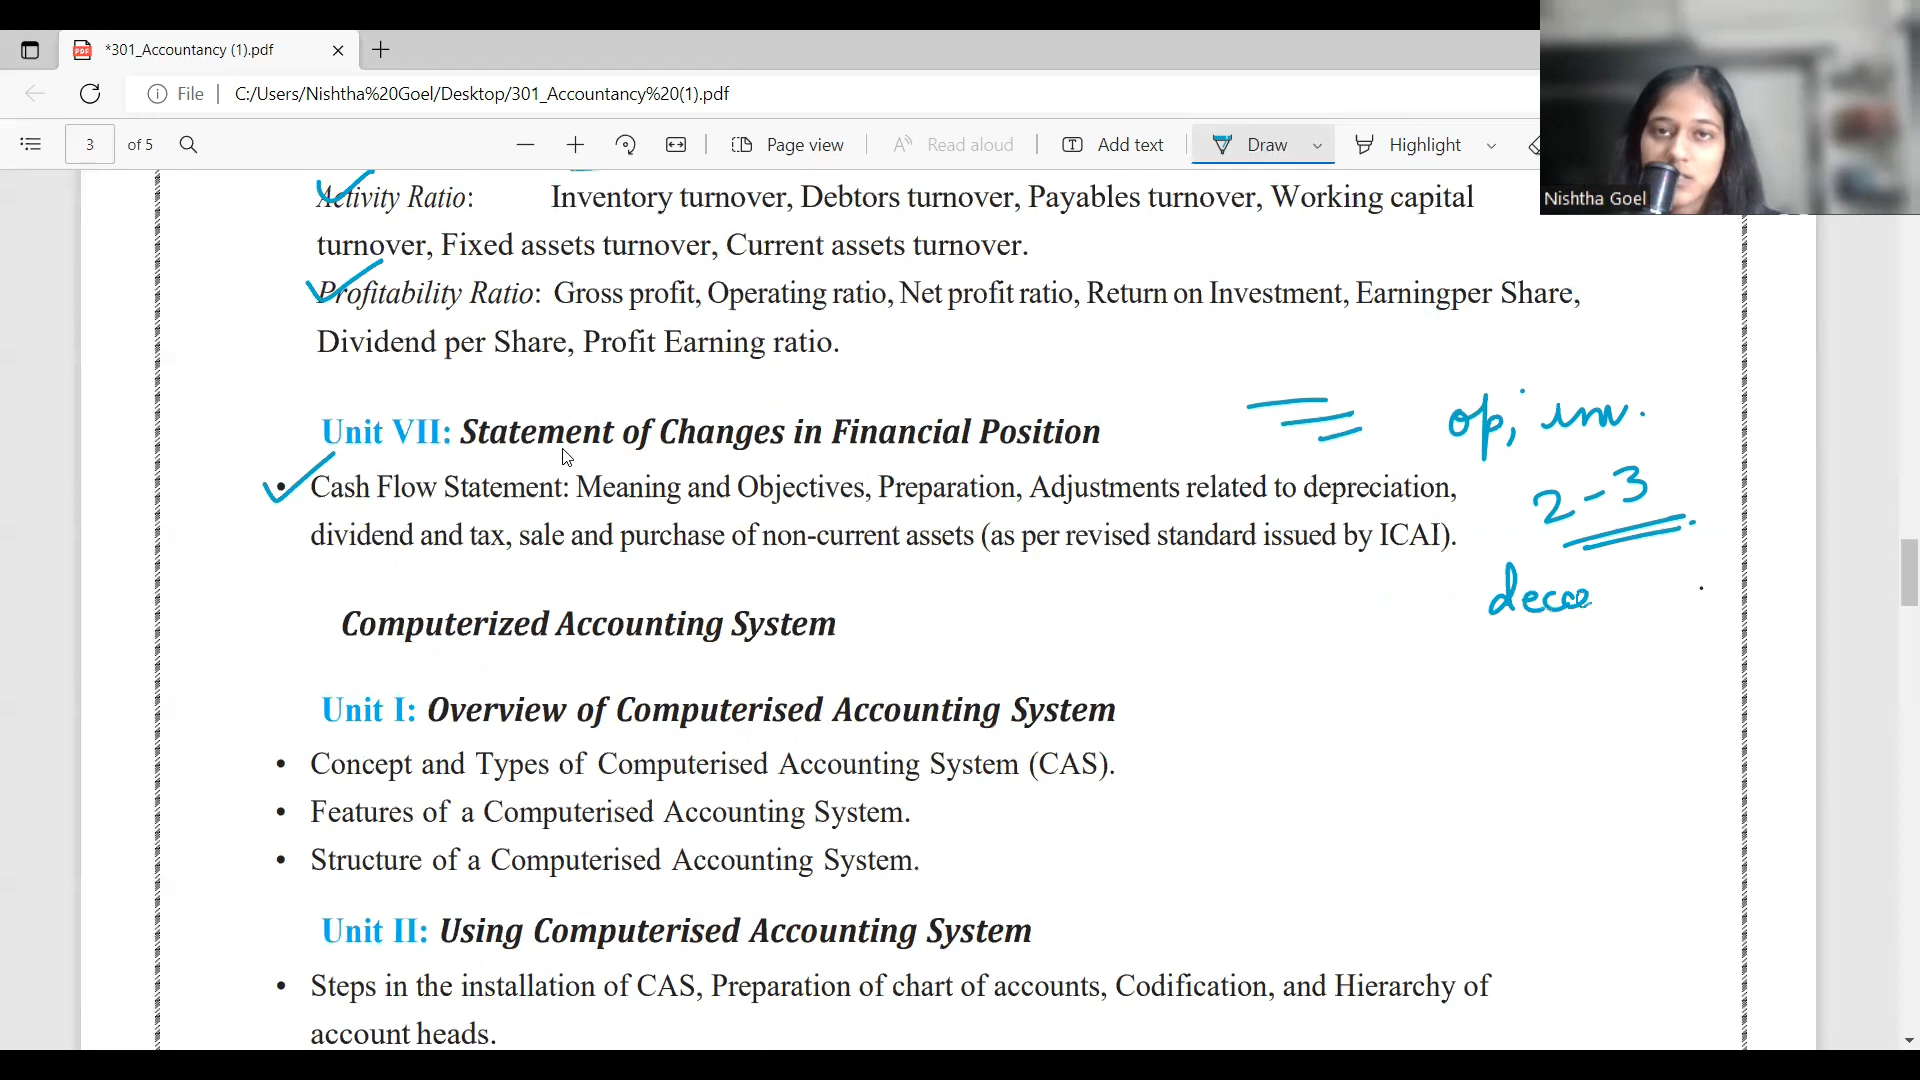 *301_Accountancy (1).pdf
File
C:/Users/Nishtha%20Goel/Desktop/301_Accountancy%20(1).pdf
3 of 5
Page view
Read aloud
Add text
Draw
Highlight
Nishtha Goel
Activity Ratio: Inventory turnover, Debtors turnover, Payables turnover, Working capital
turnover, Fixed assets turnover, Current assets turnover.
Profitability Ratio: Gross profit, Operating ratio, Net profit ratio, Return on Investment, Earningper Share,
Dividend per Share, Profit Earning ratio.
op; inv.
Unit VII: Statement of Changes in Financial Position
• Cash Flow Statement: Meaning and Objectives, Preparation, Adjustments related to depreciation,
2-3
dividend and tax, sale and purchase of non-current assets (as per revised standard issued by ICAI).
Computerized Accounting System
Unit I: Overview of Computerised Accounting System
• Concept and Types of Computerised Accounting System (CAS).
• Features of a Computerised Accounting System.
• Structure of a Computerised Accounting System.
Unit II: Using Computerised Accounting System
• Steps in the installation of CAS, Preparation of chart of accounts, Codification, and Hierarchy of
account heads.